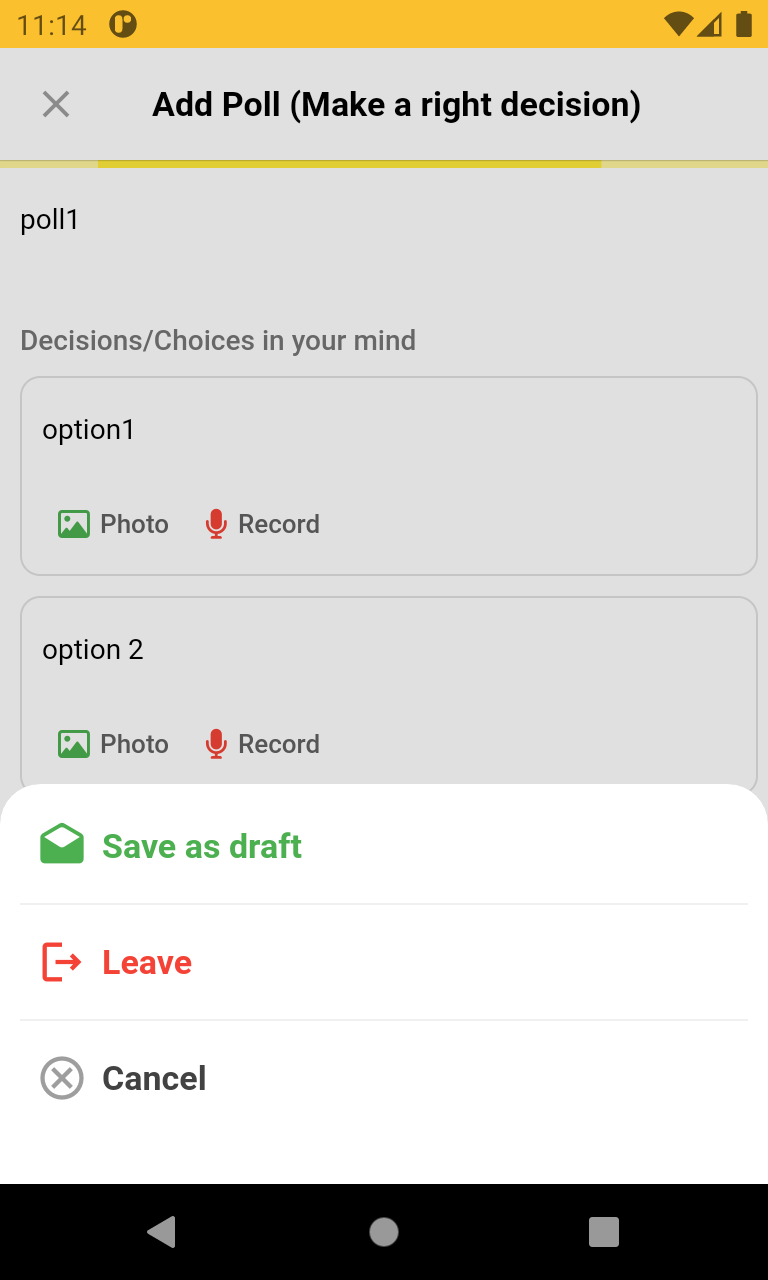 11:14
Add Poll (Make a right decision)
poll1
Decisions/Choices in your mind
option1
Photo Record
option 2
Photo Record
Save as draft
Leave
Cancel